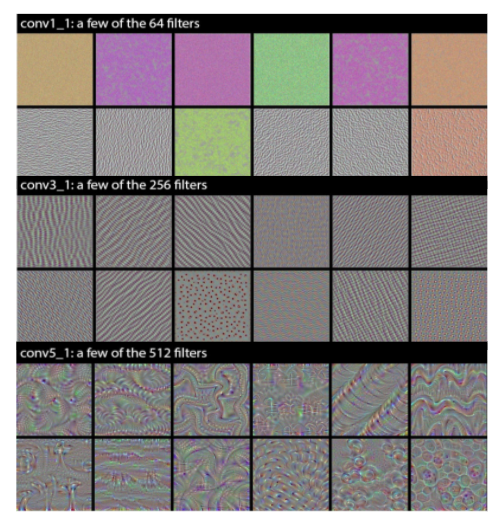 conv1_1: a few of the 64 filters
conv3_1: a few of the 256 filters
conv5_1: a few of the 512 filters